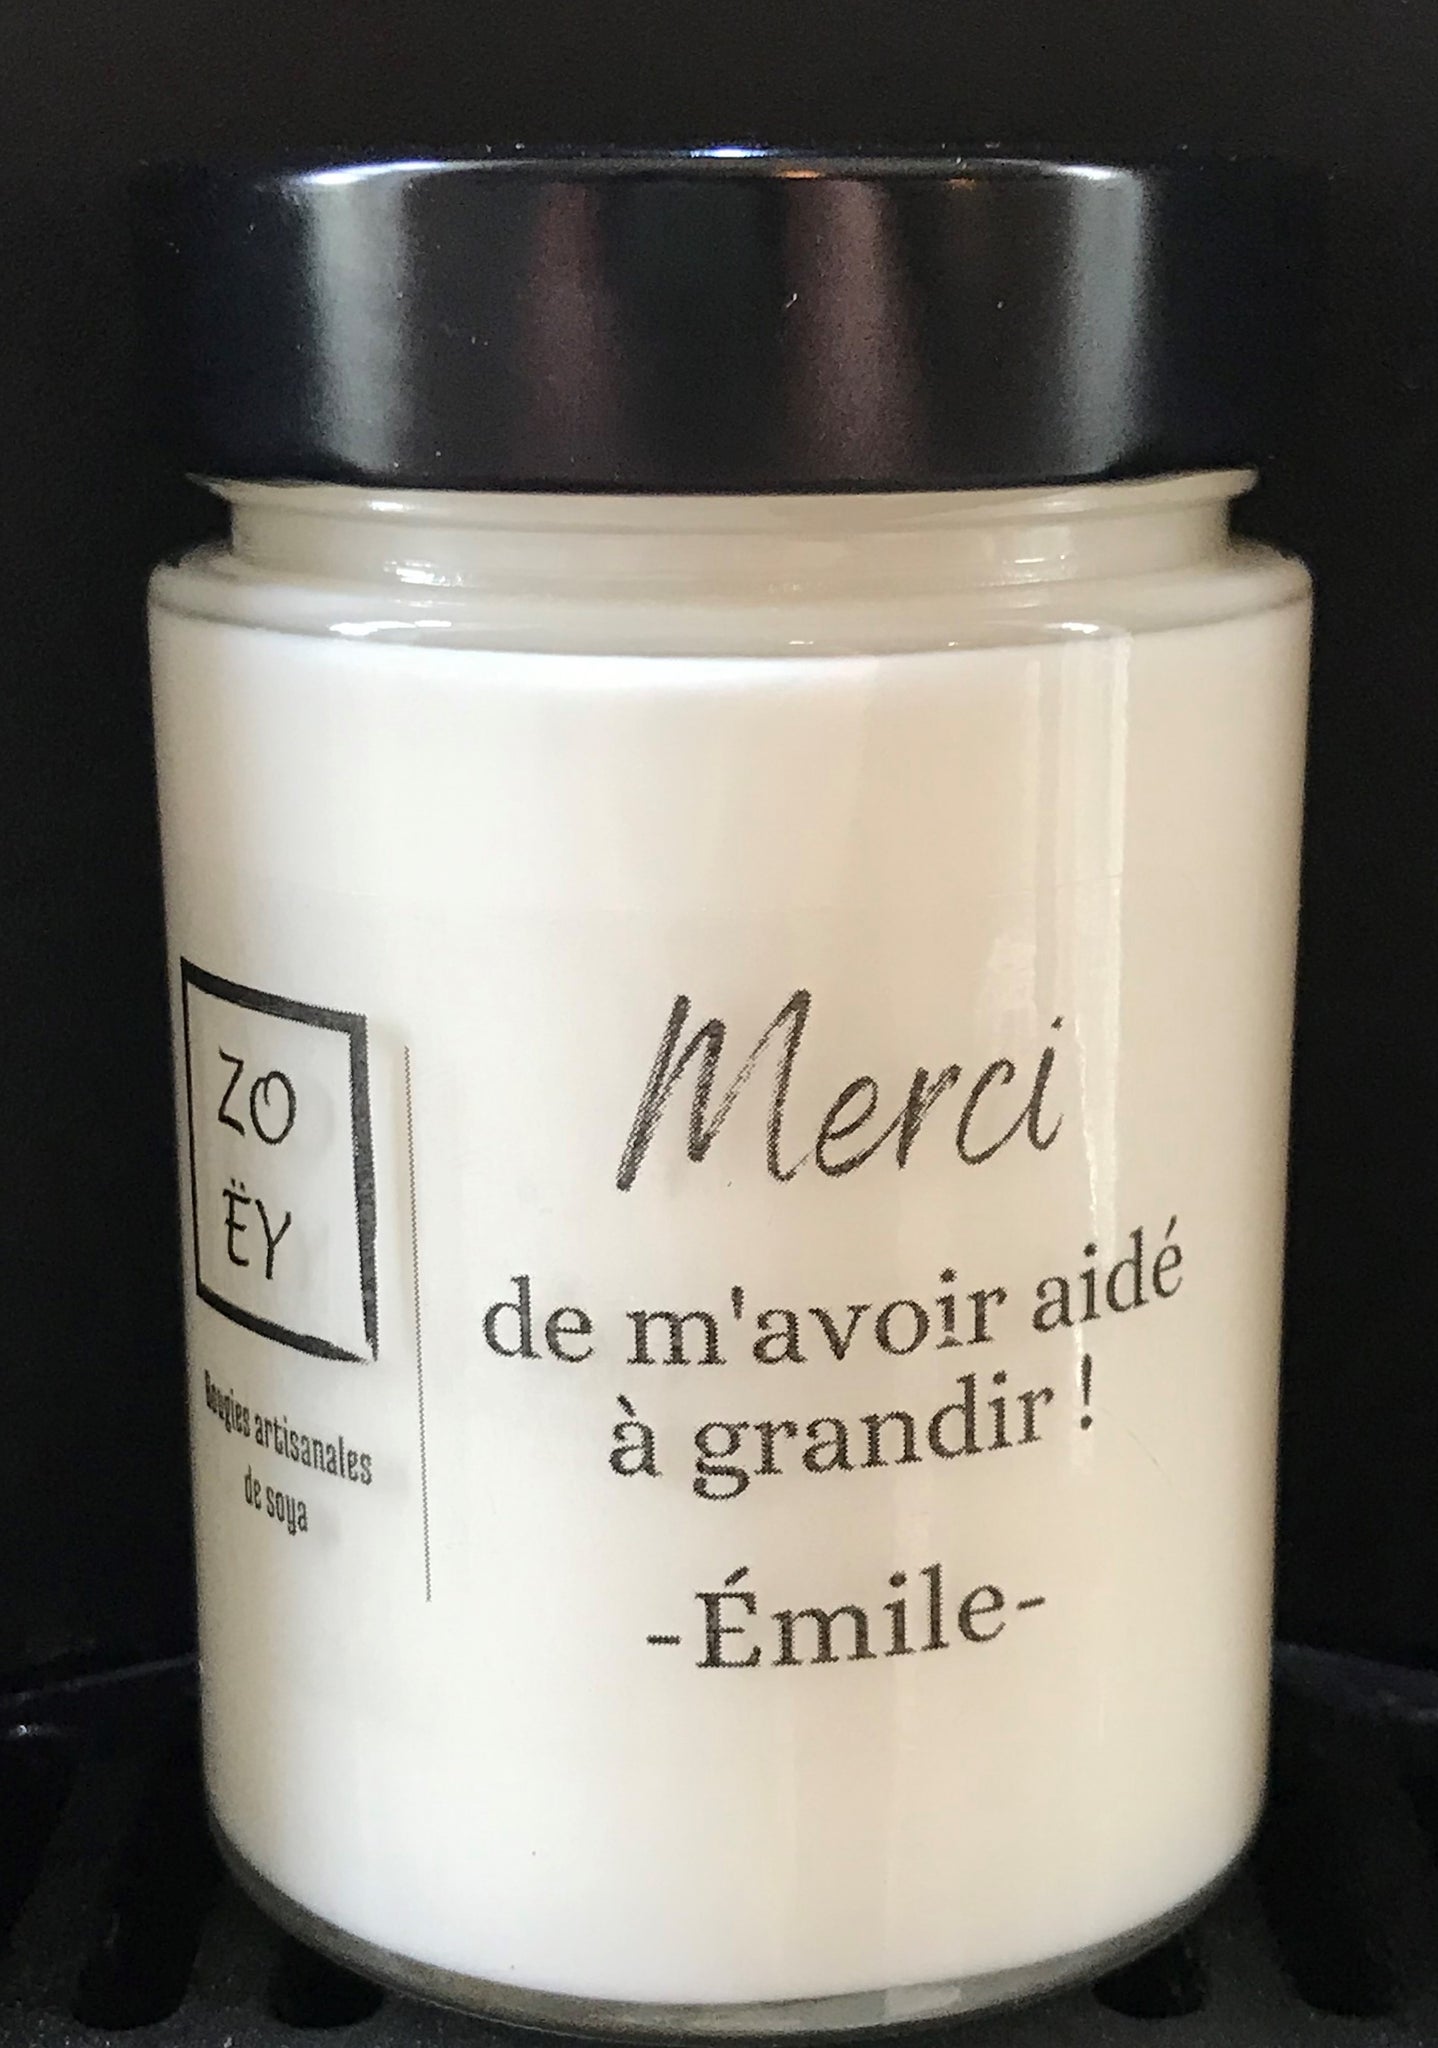 ZO
ËY
Bougies artisanales
de soya
Merci
de m'avoir aidé
à grandir !
-Émile-